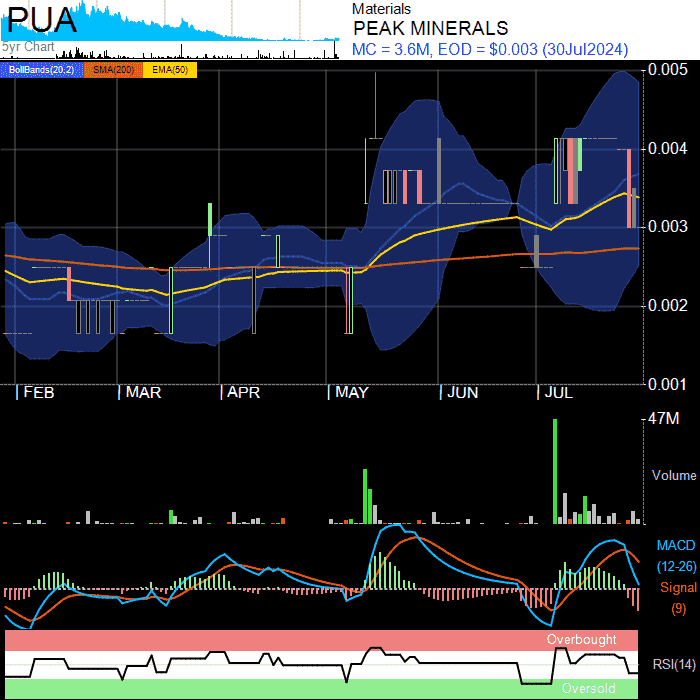 PUA
5yr Chart
Materials
PEAK MINERALS
MC = 3.6M, EOD = $0.003 (30Jul2024)
BollBands(20,2) SMA(200) EMA(50)
0.005
0.004
0.003
0.002
0.001
FEB MAR APR MAY JUN JUL
47M
Volume
MACD
(12-26)
Signal
(9)
Overbought
RSI(14)
Oversold